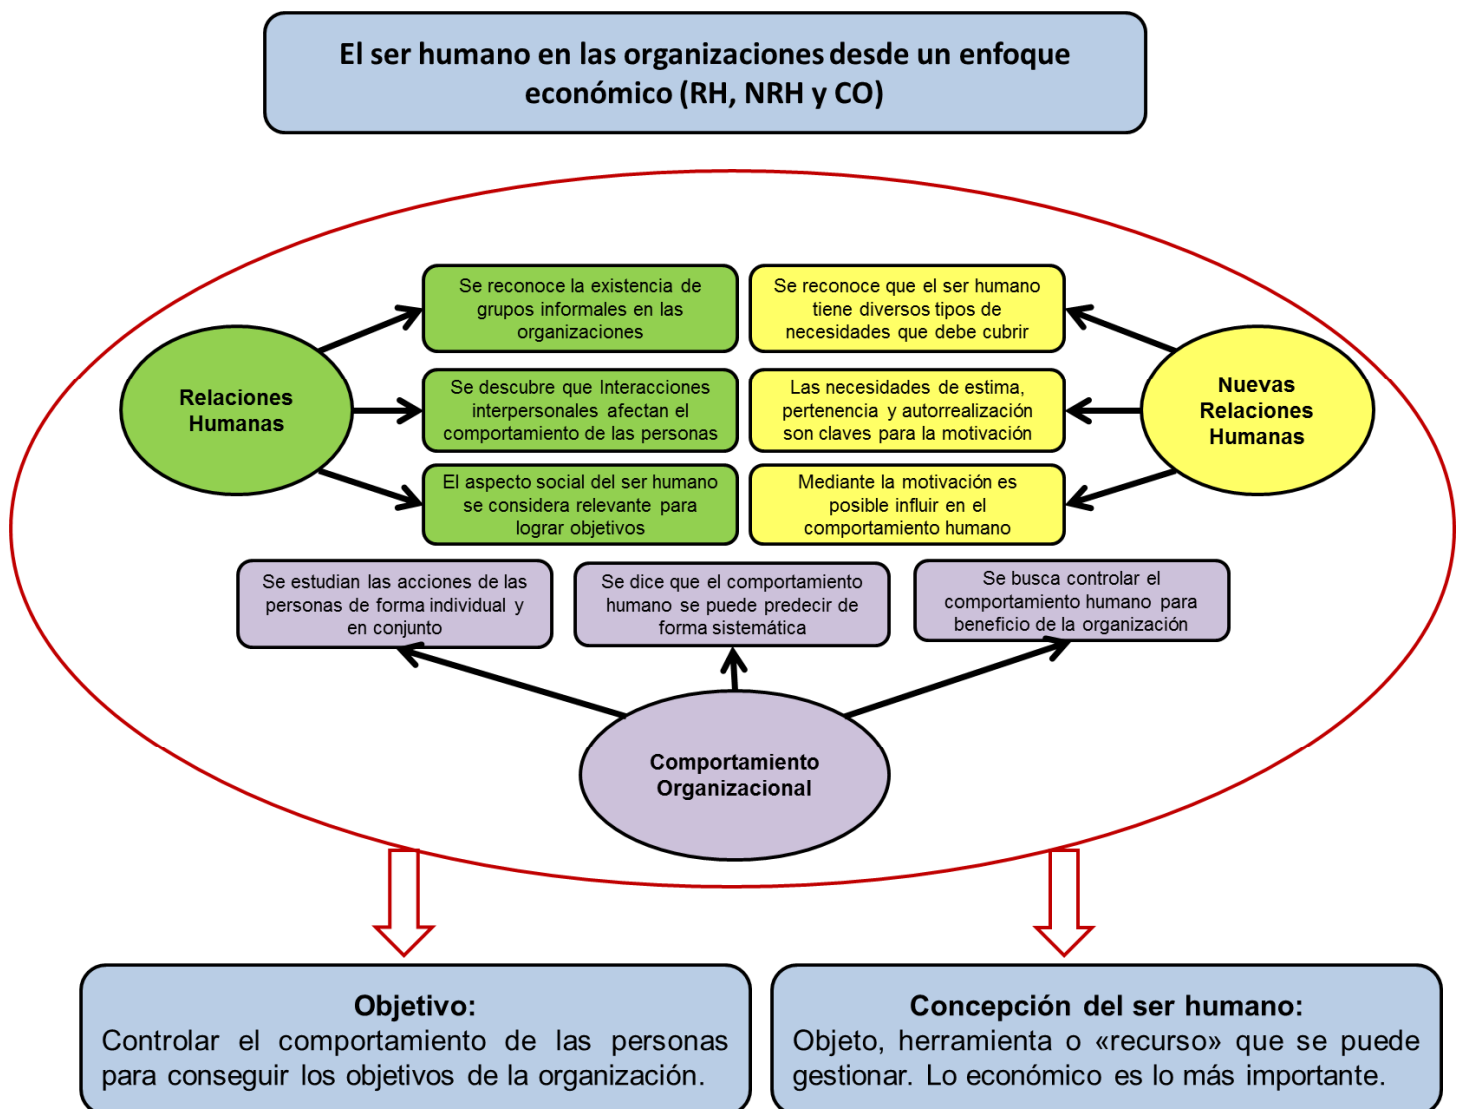 El ser humano en las organizaciones desde un enfoque
económico (RH, NRH y CO)
Relaciones
Humanas
Se reconoce la existencia de
grupos informales en las
organizaciones
Se descubre que Interacciones
interpersonales afectan el
comportamiento de las personas
El aspecto social del ser humano
se considera relevante para
lograr objetivos
Se reconoce que el ser humano
tiene diversos tipos de
necesidades que debe cubrir
Las necesidades de estima,
pertenencia y autorrealización
son claves para la motivación
Mediante la motivación es
posible influir en el
comportamiento humano
Nuevas
Relaciones
Humanas
Se estudian las acciones de las
personas de forma individual y
en conjunto
Se dice que el comportamiento
humano se puede predecir de
forma sistemática
Se busca controlar el
comportamiento humano para
beneficio de la organización
Comportamiento
Organizacional
Objetivo:
Controlar el comportamiento de las personas
para conseguir los objetivos de la organización.
Concepción del ser humano:
Objeto, herramienta o «recurso» que se puede
gestionar. Lo económico es lo más importante.